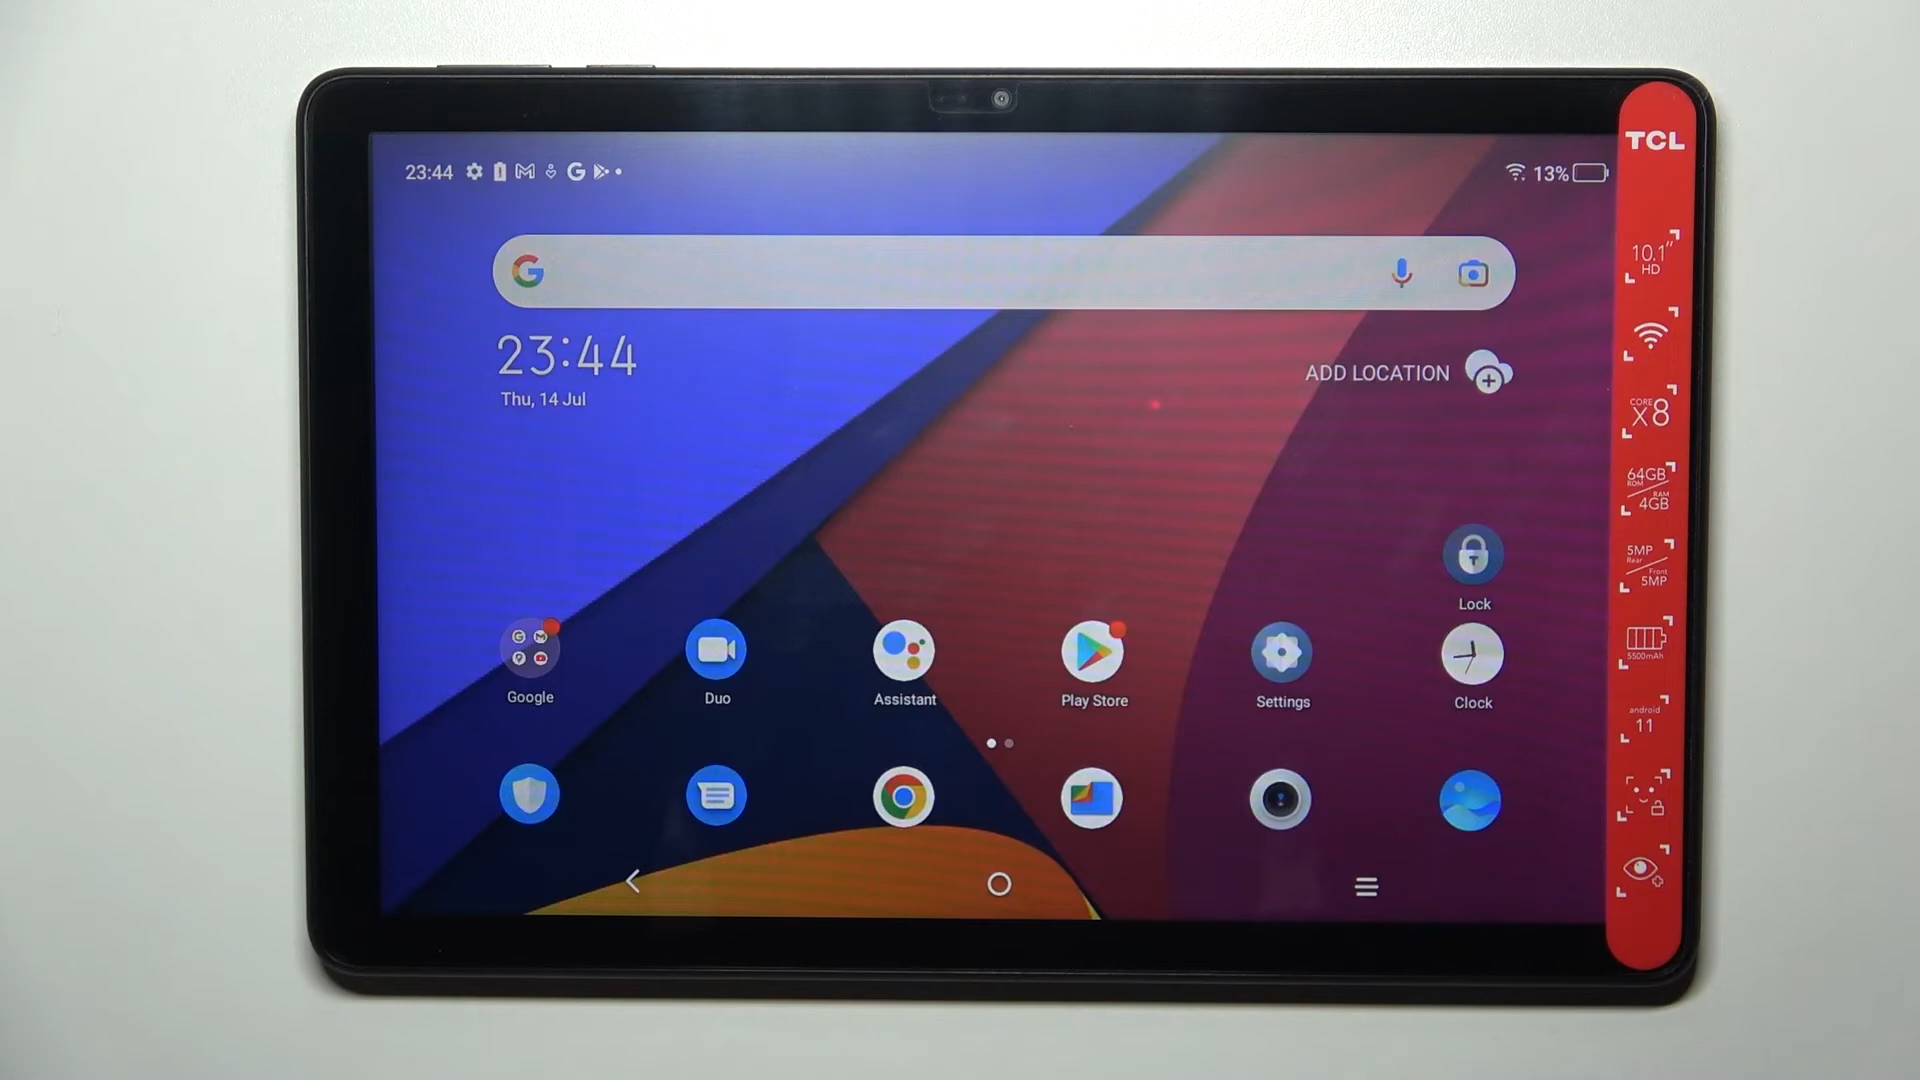 23:44
13%
TCL
23:44
Thu, 14 Jul
ADD LOCATION
Lock
Google
Duo
Assistant
Play Store
Settings
Clock
10.1"
HD
CORE
X8
64GB
ROM
RAM
4GB
5MP
Rear
Front
5MP
5500mAh
android
11